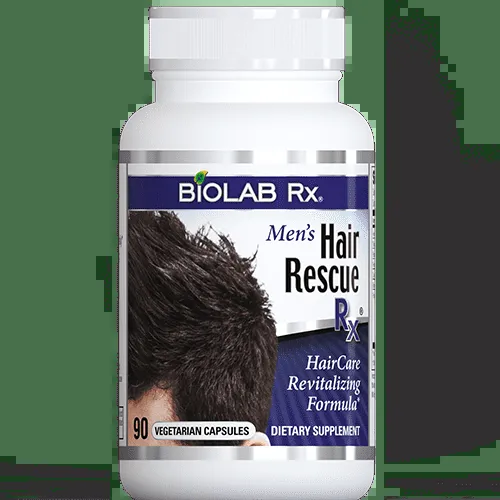 BiOLAB Rx®
Men's Hair
Rescue
Rx®
HairCare
Revitalizing
Formula*
90 VEGETARIAN CAPSULES
DIETARY SUPPLEMENT